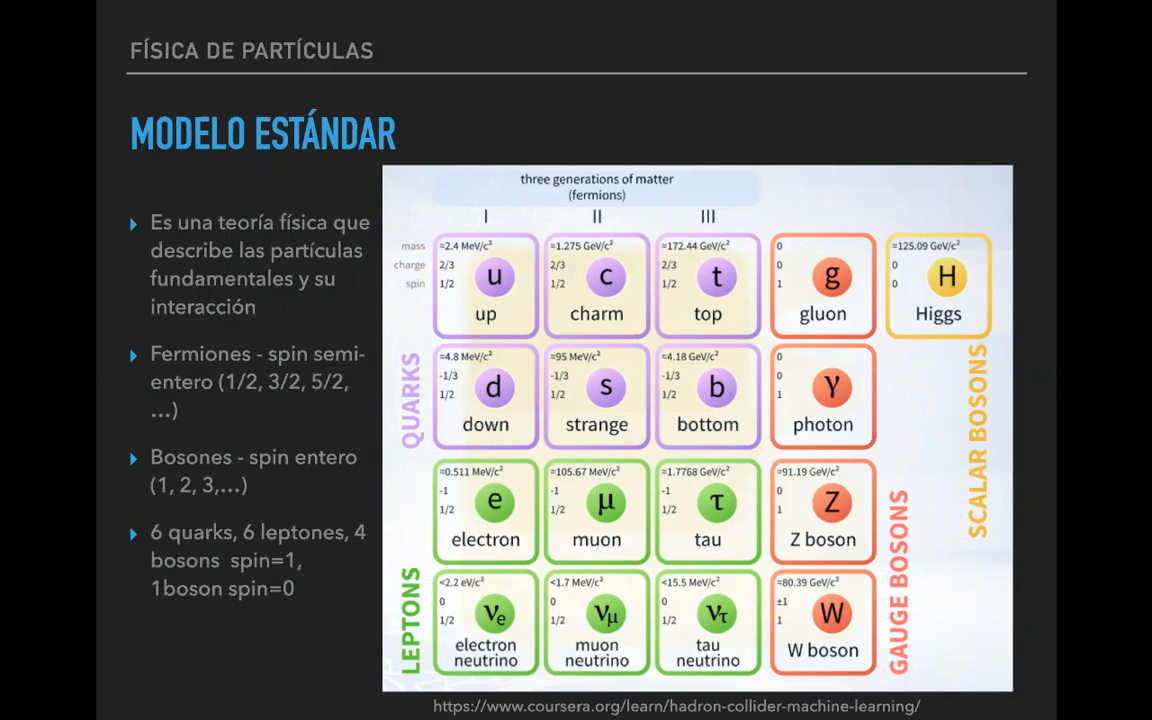 FÍSICA DE PARTÍCULAS
MODELO ESTÁNDAR
Es una teoría física que
describe las partículas
fundamentales y su
interacción
Fermiones - spin semi-
entero (1/2, 3/2, 5/2,
...)
Bosones - spin entero
(1, 2, 3,...)
6 quarks, 6 leptones, 4
bosons spin=1,
1boson spin=0
three generations of matter
(fermions)
I II III
mass
charge
spin
≈2.4 MeV/c²
2/3
1/2
u
up
≈1.275 GeV/c²
2/3
1/2
c
charm
≈172.44 GeV/c²
2/3
1/2
t
top
0
0
1
g
gluon
≈125.09 GeV/c²
0
0
H
Higgs
QUARKS
≈4.8 MeV/c²
-1/3
1/2
d
down
≈95 MeV/c²
-1/3
1/2
s
strange
≈4.18 GeV/c²
-1/3
1/2
b
bottom
0
0
1
γ
photon
SCALAR BOSONS
≈0.511 MeV/c²
-1
1/2
e
electron
≈105.67 MeV/c²
-1
1/2
μ
muon
≈1.7768 GeV/c²
-1
1/2
τ
tau
≈91.19 GeV/c²
0
1
Z
Z boson
LEPTONS
<2.2 eV/c²
0
1/2
νe
electron
neutrino
<1.7 MeV/c²
0
1/2
νμ
muon
neutrino
<15.5 MeV/c²
0
1/2
ντ
tau
neutrino
≈80.39 GeV/c²
±1
1
W
W boson
GAUGE BOSONS
https://www.coursera.org/learn/hadron-collider-machine-learning/